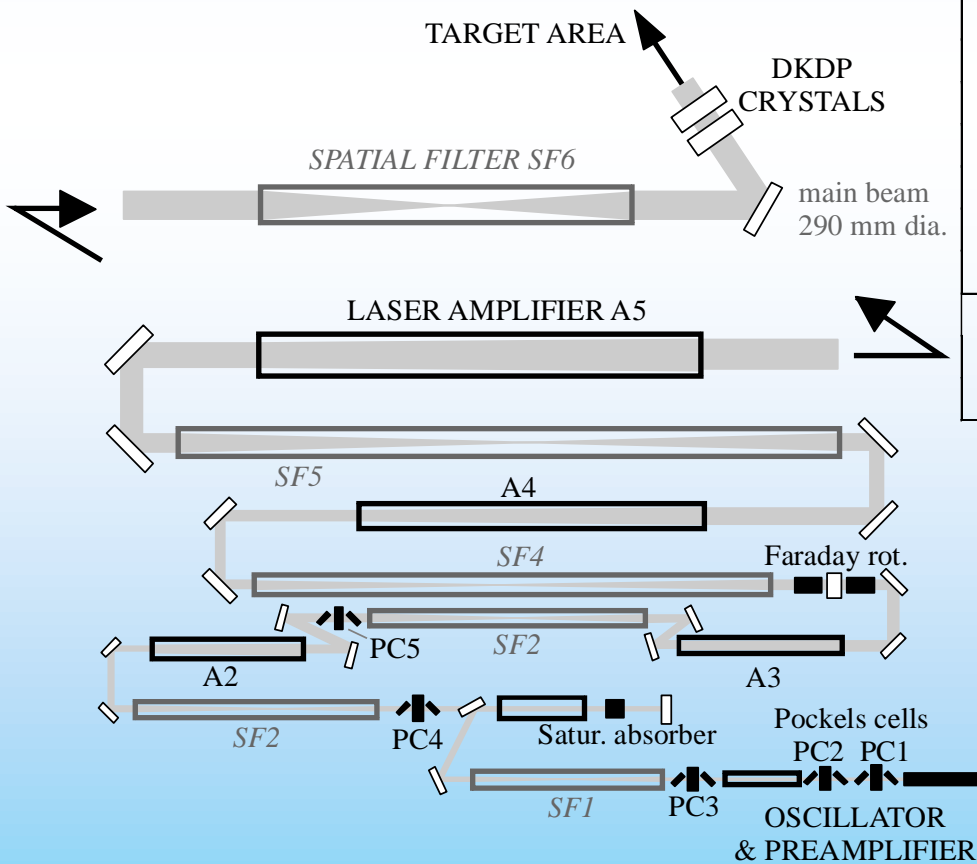 TARGET AREA
DKDP
CRYSTALS
SPATIAL FILTER SF6
main beam
290 mm dia.
LASER AMPLIFIER A5
SF5
A4
SF4
Faraday rot.
PC5
SF2
A2
A3
SF2
PC4
Satur. absorber
Pockels cells
PC2
PC1
SF1
PC3
OSCILLATOR
& PREAMPLIFIER